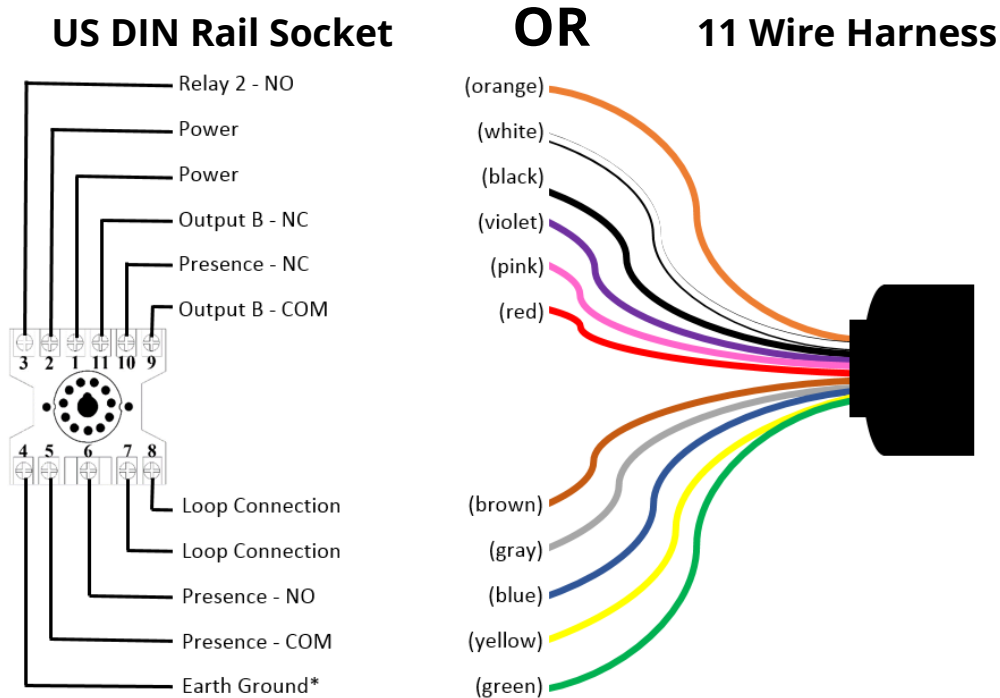 US DIN Rail Socket OR 11 Wire Harness
Relay 2 - NO (orange)
Power (white)
Power (black)
Output B - NC (violet)
Presence - NC (pink)
Output B - COM (red)
3 2 1 11 10 9
4 5 6 7 8
Loop Connection (brown)
Loop Connection (gray)
Presence - NO (blue)
Presence - COM (yellow)
Earth Ground* (green)